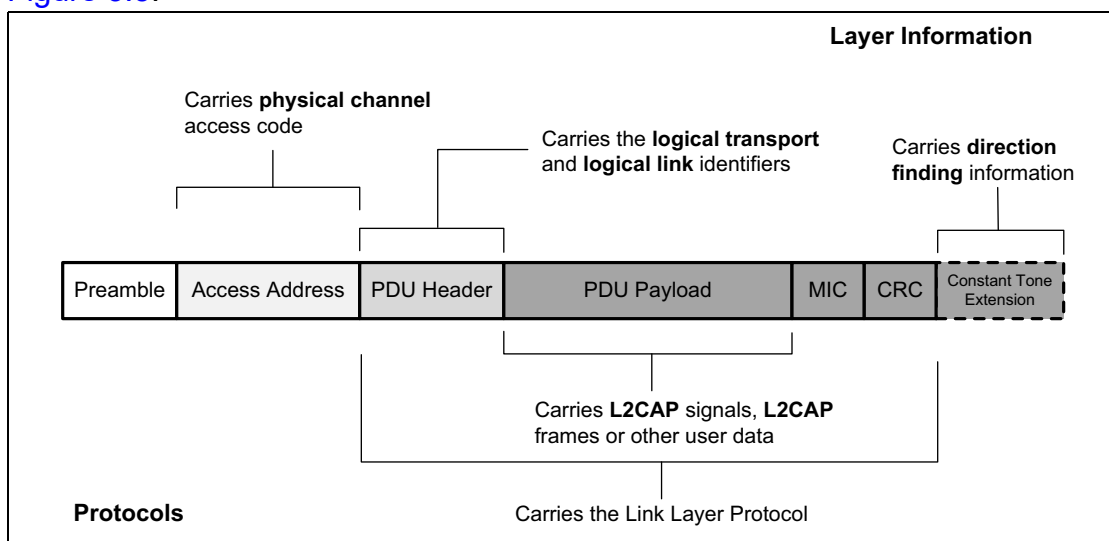 Layer Information
Carries physical channel
access code
Carries the logical transport
and logical link identifiers
Carries direction
finding information
Preamble
Access Address
PDU Header
PDU Payload
MIC
CRC
Constant Tone
Extension
Carries L2CAP signals, L2CAP
frames or other user data
Protocols
Carries the Link Layer Protocol